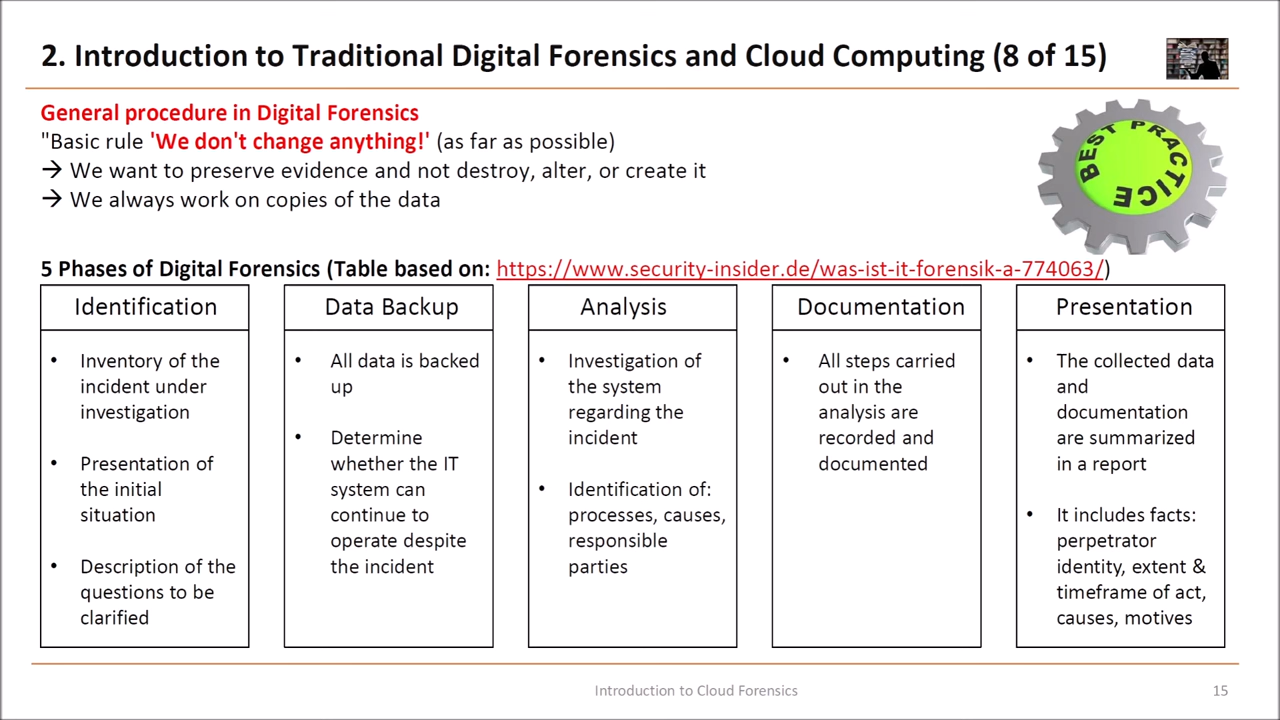 2. Introduction to Traditional Digital Forensics and Cloud Computing (8 of 15)
General procedure in Digital Forensics
"Basic rule 'We don't change anything!' (as far as possible)
→ We want to preserve evidence and not destroy, alter, or create it
→ We always work on copies of the data
BEST PRACTICE
5 Phases of Digital Forensics (Table based on: https://www.security-insider.de/was-ist-it-forensik-a-774063/)
Identification
• Inventory of the
incident under
investigation
• Presentation of
the initial
situation
• Description of the
questions to be
clarified
Data Backup
• All data is backed
up
• Determine
whether the IT
system can
continue to
operate despite
the incident
Analysis
• Investigation of
the system
regarding the
incident
• Identification of:
processes, causes,
responsible
parties
Documentation
• All steps carried
out in the
analysis are
recorded and
documented
Presentation
• The collected data
and
documentation
are summarized
in a report
• It includes facts:
perpetrator
identity, extent &
timeframe of act,
causes, motives
Introduction to Cloud Forensics
15